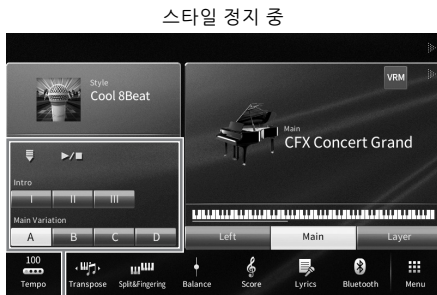 스타일 정지 중
VRM
Style
Cool 8Beat
Main
CFX Concert Grand
Intro
I II III
Main Variation
A B C D
Left Main Layer
100
Tempo Transpose Split&Fingering Balance Score Lyrics Bluetooth Menu